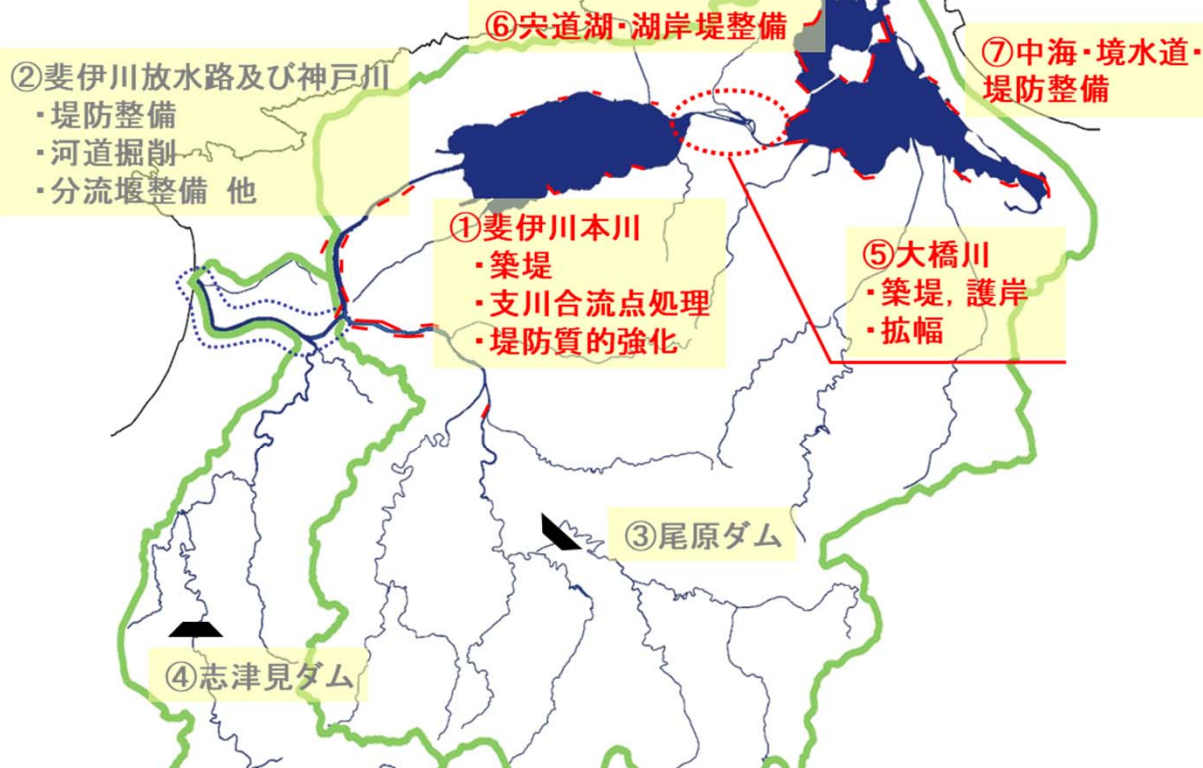 ⑥宍道湖・湖岸堤整備
⑦中海・境水道・
堤防整備
②斐伊川放水路及び神戸川
・堤防整備
・河道掘削
・分流堰整備 他
①斐伊川本川
・築堤
・支川合流点処理
・堤防質的強化
⑤大橋川
・築堤，護岸
・拡幅
③尾原ダム
④志津見ダム